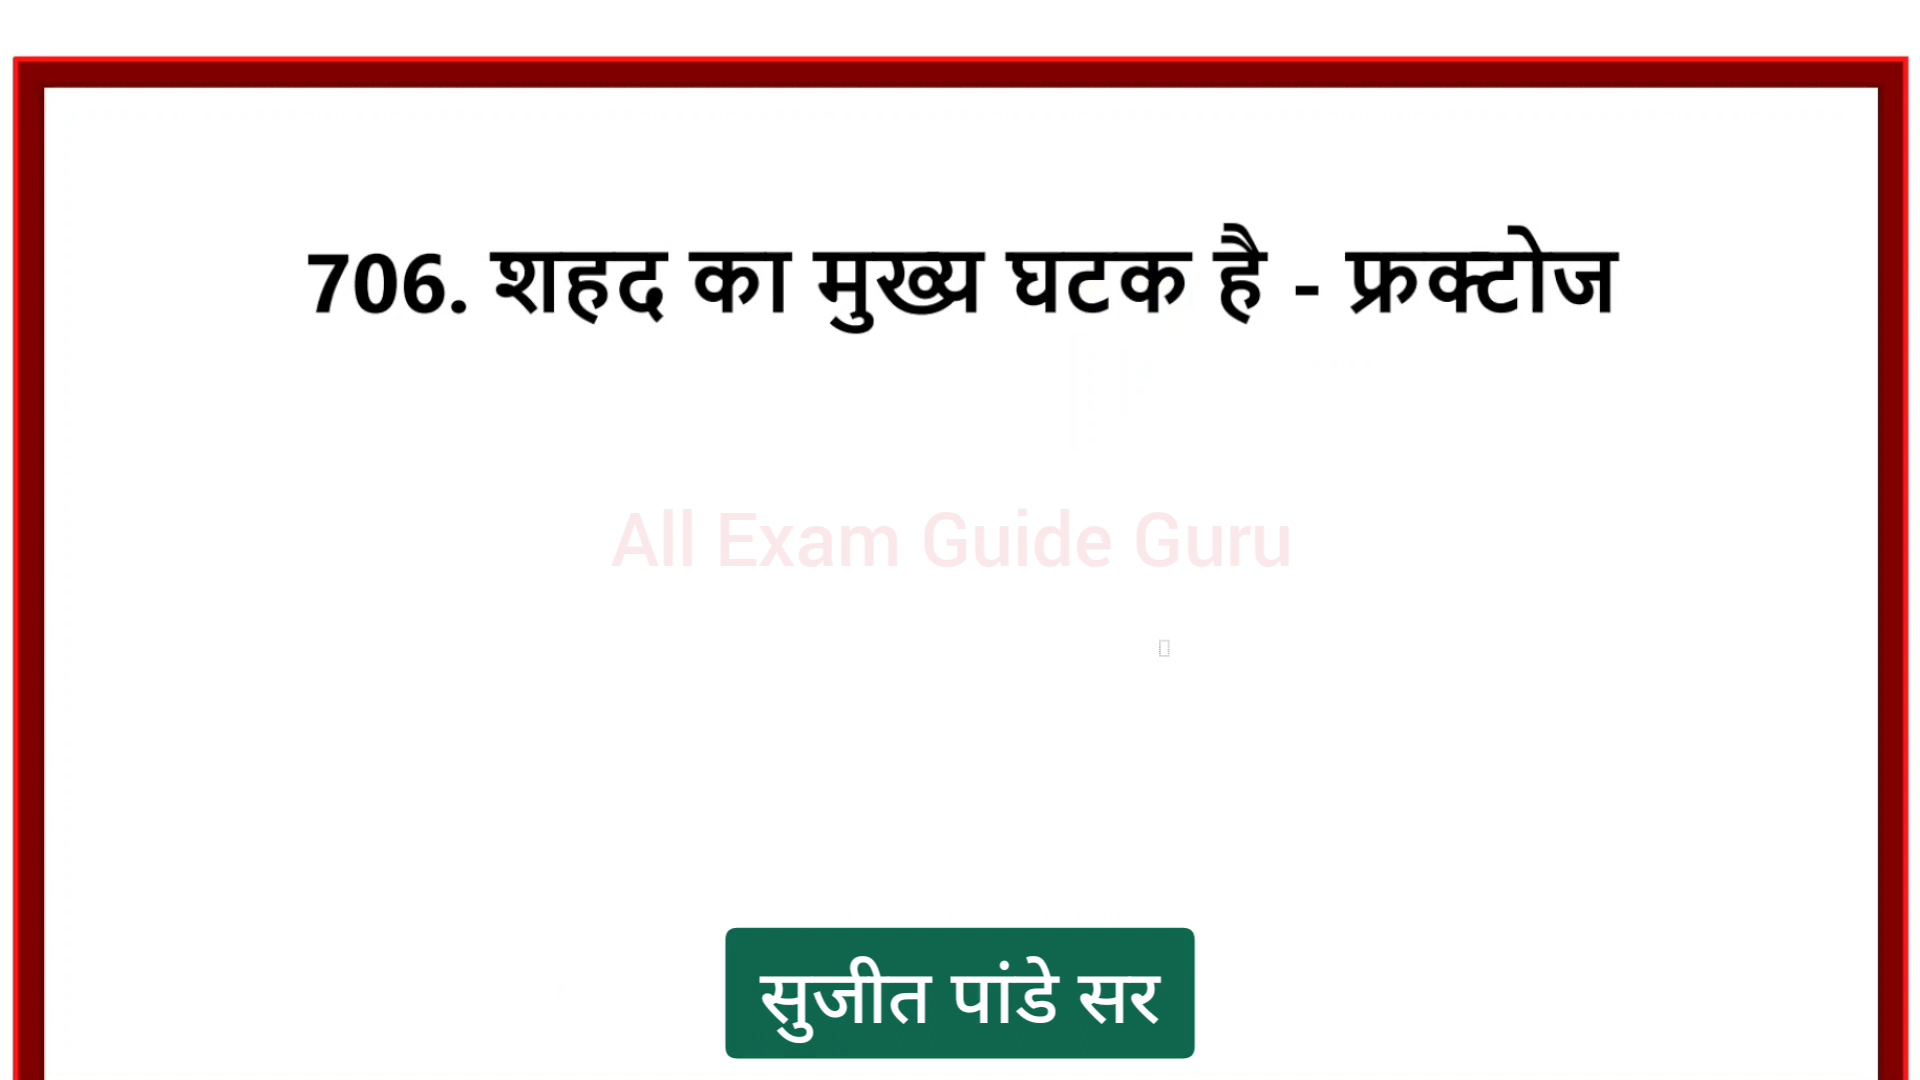 706. शहद का मुख्य घटक है - फ्रक्टोज
All Exam Guide Guru
सुजीत पांडे सर